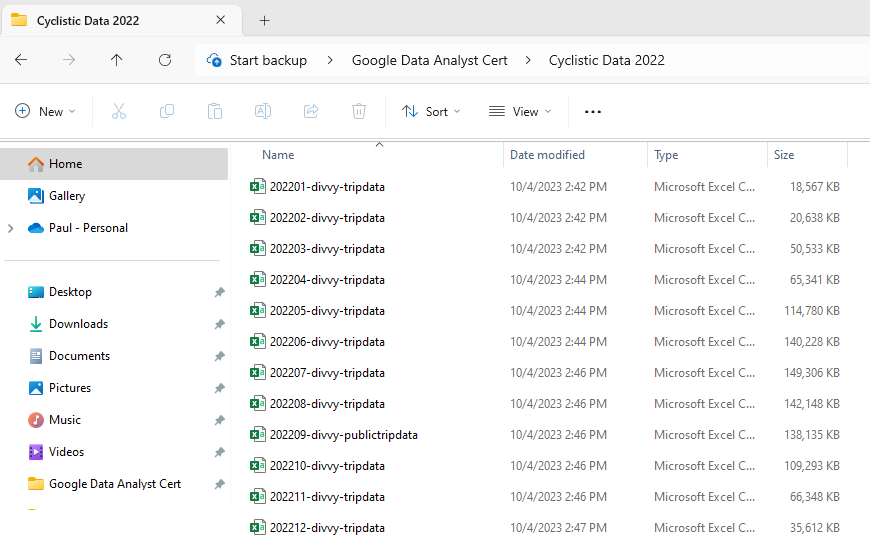 Cyclistic Data 2022
Start backup Google Data Analyst Cert Cyclistic Data 2022
New Sort View
Name Date modified Type Size
Home
Gallery
Paul - Personal
Desktop
Downloads
Documents
Pictures
Music
Videos
Google Data Analyst Cert
202201-divvy-tripdata 10/4/2023 2:42 PM Microsoft Excel C... 18,567 KB
202202-divvy-tripdata 10/4/2023 2:42 PM Microsoft Excel C... 20,638 KB
202203-divvy-tripdata 10/4/2023 2:42 PM Microsoft Excel C... 50,533 KB
202204-divvy-tripdata 10/4/2023 2:44 PM Microsoft Excel C... 65,341 KB
202205-divvy-tripdata 10/4/2023 2:44 PM Microsoft Excel C... 114,780 KB
202206-divvy-tripdata 10/4/2023 2:44 PM Microsoft Excel C... 140,228 KB
202207-divvy-tripdata 10/4/2023 2:46 PM Microsoft Excel C... 149,306 KB
202208-divvy-tripdata 10/4/2023 2:46 PM Microsoft Excel C... 142,148 KB
202209-divvy-publictripdata 10/4/2023 2:46 PM Microsoft Excel C... 138,135 KB
202210-divvy-tripdata 10/4/2023 2:46 PM Microsoft Excel C... 109,293 KB
202211-divvy-tripdata 10/4/2023 2:46 PM Microsoft Excel C... 66,348 KB
202212-divvy-tripdata 10/4/2023 2:47 PM Microsoft Excel C... 35,612 KB